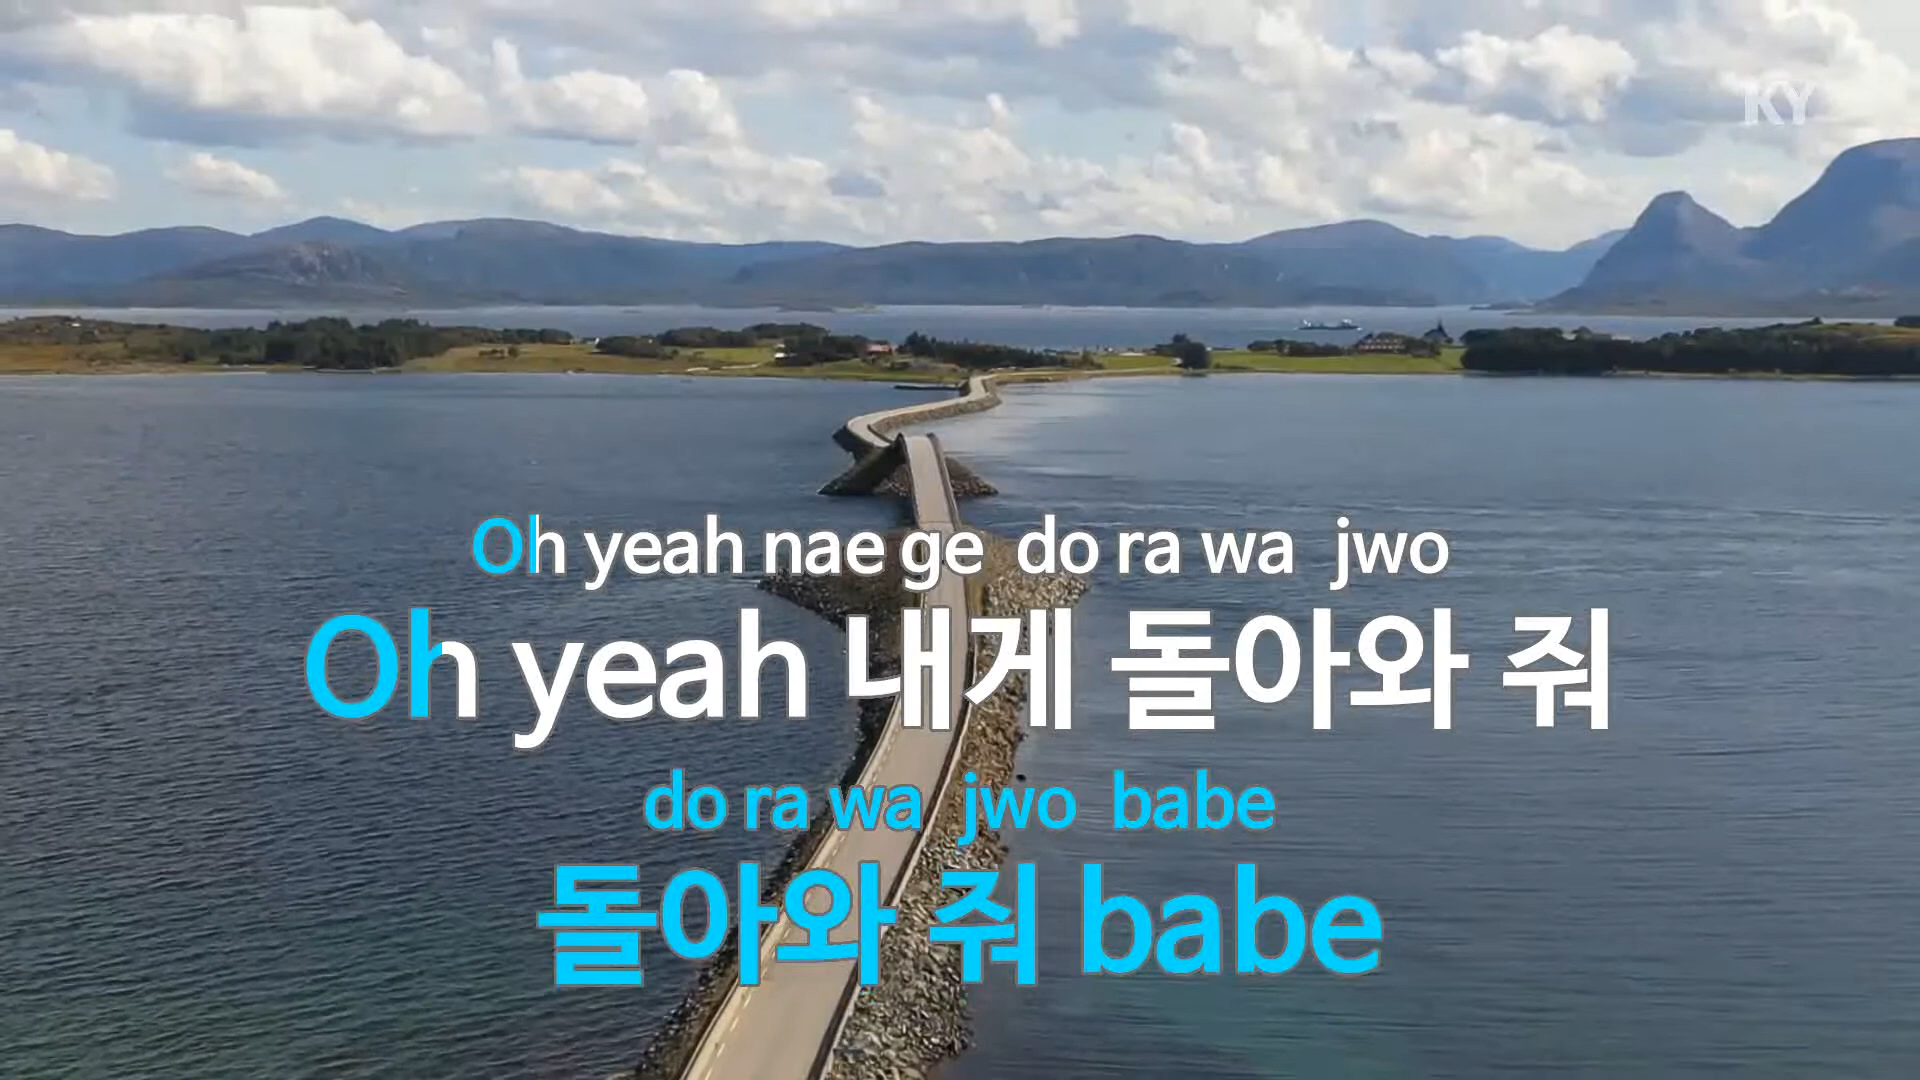 KY
Oh yeah nae ge do ra wa jwo
Oh yeah 내게 돌아와 줘
do ra wa jwo babe
돌아와 줘 babe